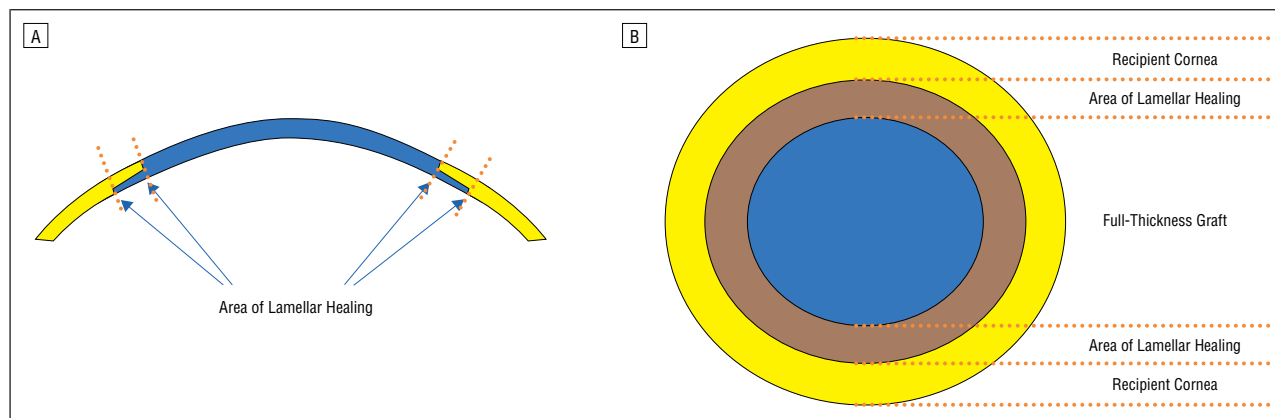 A
Area of Lamellar Healing
B
Recipient Cornea
Area of Lamellar Healing
Full-Thickness Graft
Area of Lamellar Healing
Recipient Cornea